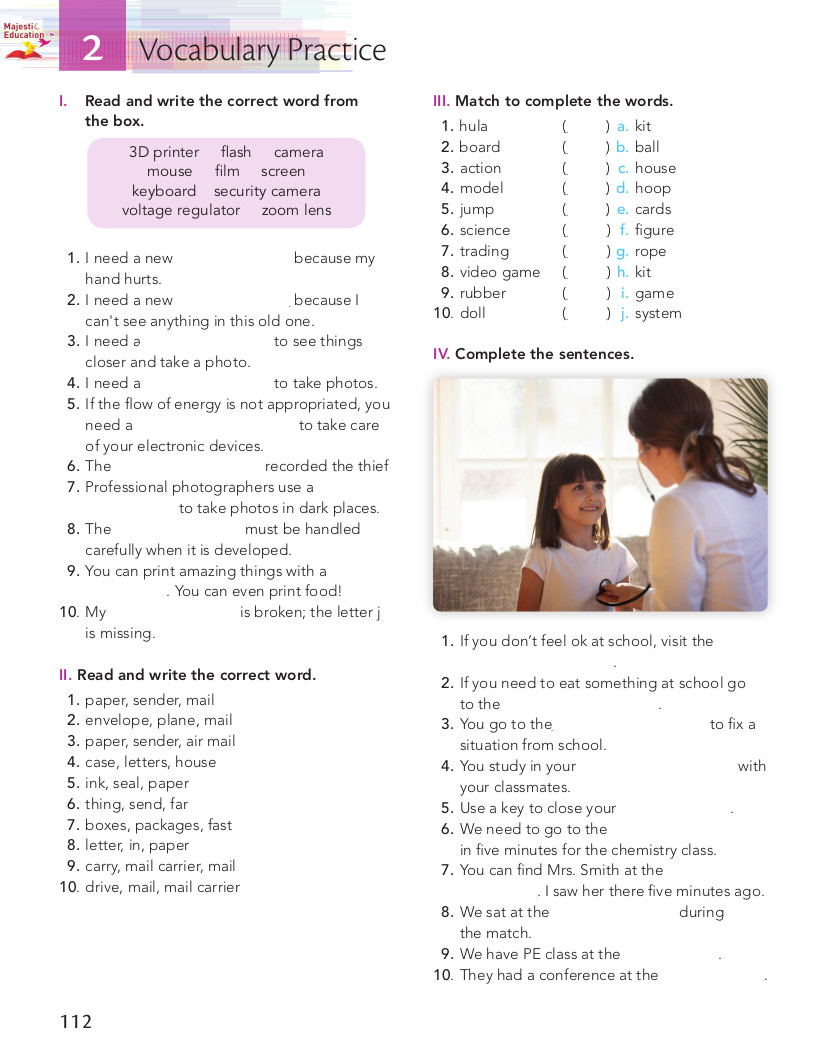 Majestic
Education
2 Vocabulary Practice
I. Read and write the correct word from
the box.
3D printer flash camera
mouse film screen
keyboard security camera
voltage regulator zoom lens
1. I need a new because my
hand hurts.
2. I need a new because I
can't see anything in this old one.
3. I need a to see things
closer and take a photo.
4. I need a to take photos.
5. If the flow of energy is not appropriated, you
need a to take care
of your electronic devices.
6. The recorded the thief
7. Professional photographers use a
to take photos in dark places.
8. The must be handled
carefully when it is developed.
9. You can print amazing things with a
. You can even print food!
10. My is broken; the letter j
is missing.
II. Read and write the correct word.
1. paper, sender, mail
2. envelope, plane, mail
3. paper, sender, air mail
4. case, letters, house
5. ink, seal, paper
6. thing, send, far
7. boxes, packages, fast
8. letter, in, paper
9. carry, mail carrier, mail
10. drive, mail, mail carrier
III. Match to complete the words.
1. hula ( ) a. kit
2. board ( ) b. ball
3. action ( ) c. house
4. model ( ) d. hoop
5. jump ( ) e. cards
6. science ( ) f. figure
7. trading ( ) g. rope
8. video game ( ) h. kit
9. rubber ( ) i. game
10. doll ( ) j. system
IV. Complete the sentences.
1. If you don’t feel ok at school, visit the
.
2. If you need to eat something at school go
to the .
3. You go to the to fix a
situation from school.
4. You study in your with
your classmates.
5. Use a key to close your .
6. We need to go to the
in five minutes for the chemistry class.
7. You can find Mrs. Smith at the
. I saw her there five minutes ago.
8. We sat at the during
the match.
9. We have PE class at the .
10. They had a conference at the .
112